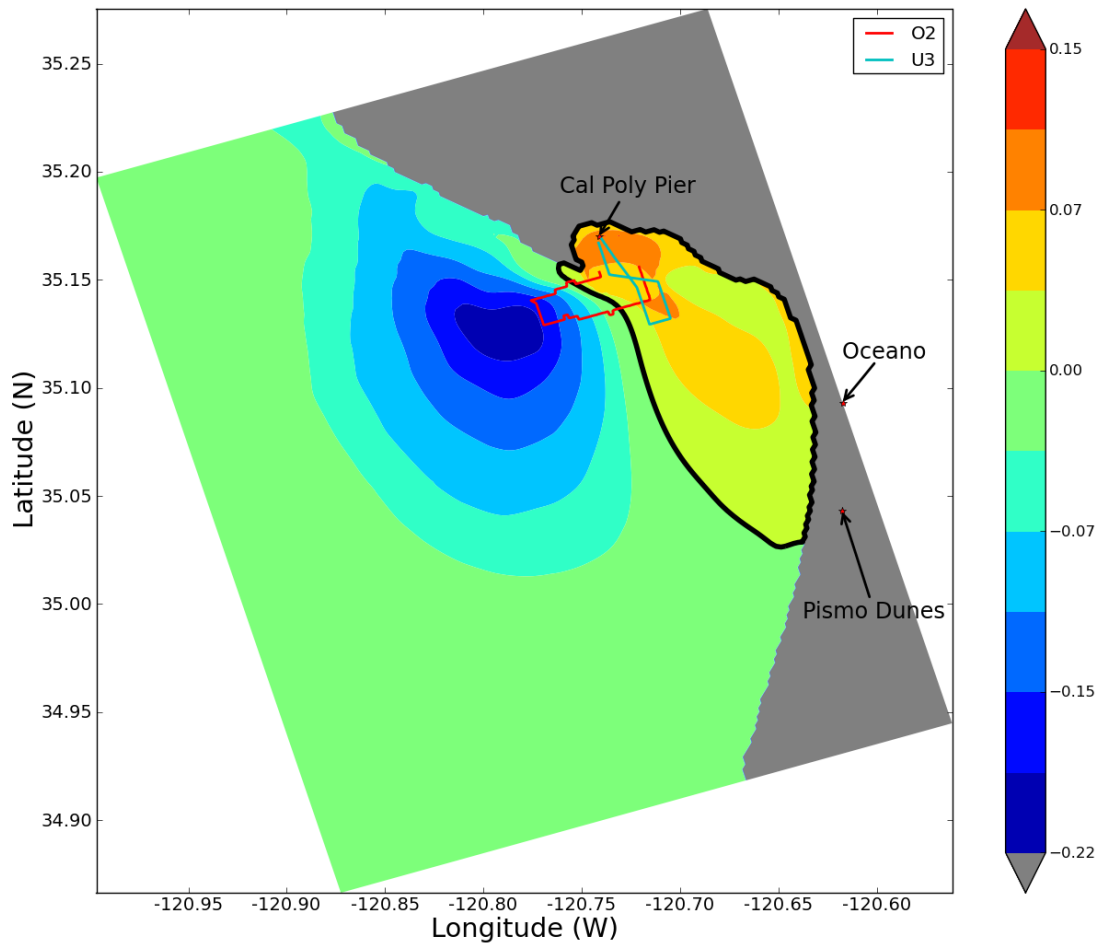 O2
U3
0.15
35.25
35.20
Cal Poly Pier
0.07
35.15
Oceano
0.00
35.10
Latitude (N)
35.05
−0.07
Pismo Dunes
35.00
−0.15
34.95
34.90
−0.22
-120.95 -120.90 -120.85 -120.80 -120.75 -120.70 -120.65 -120.60
Longitude (W)